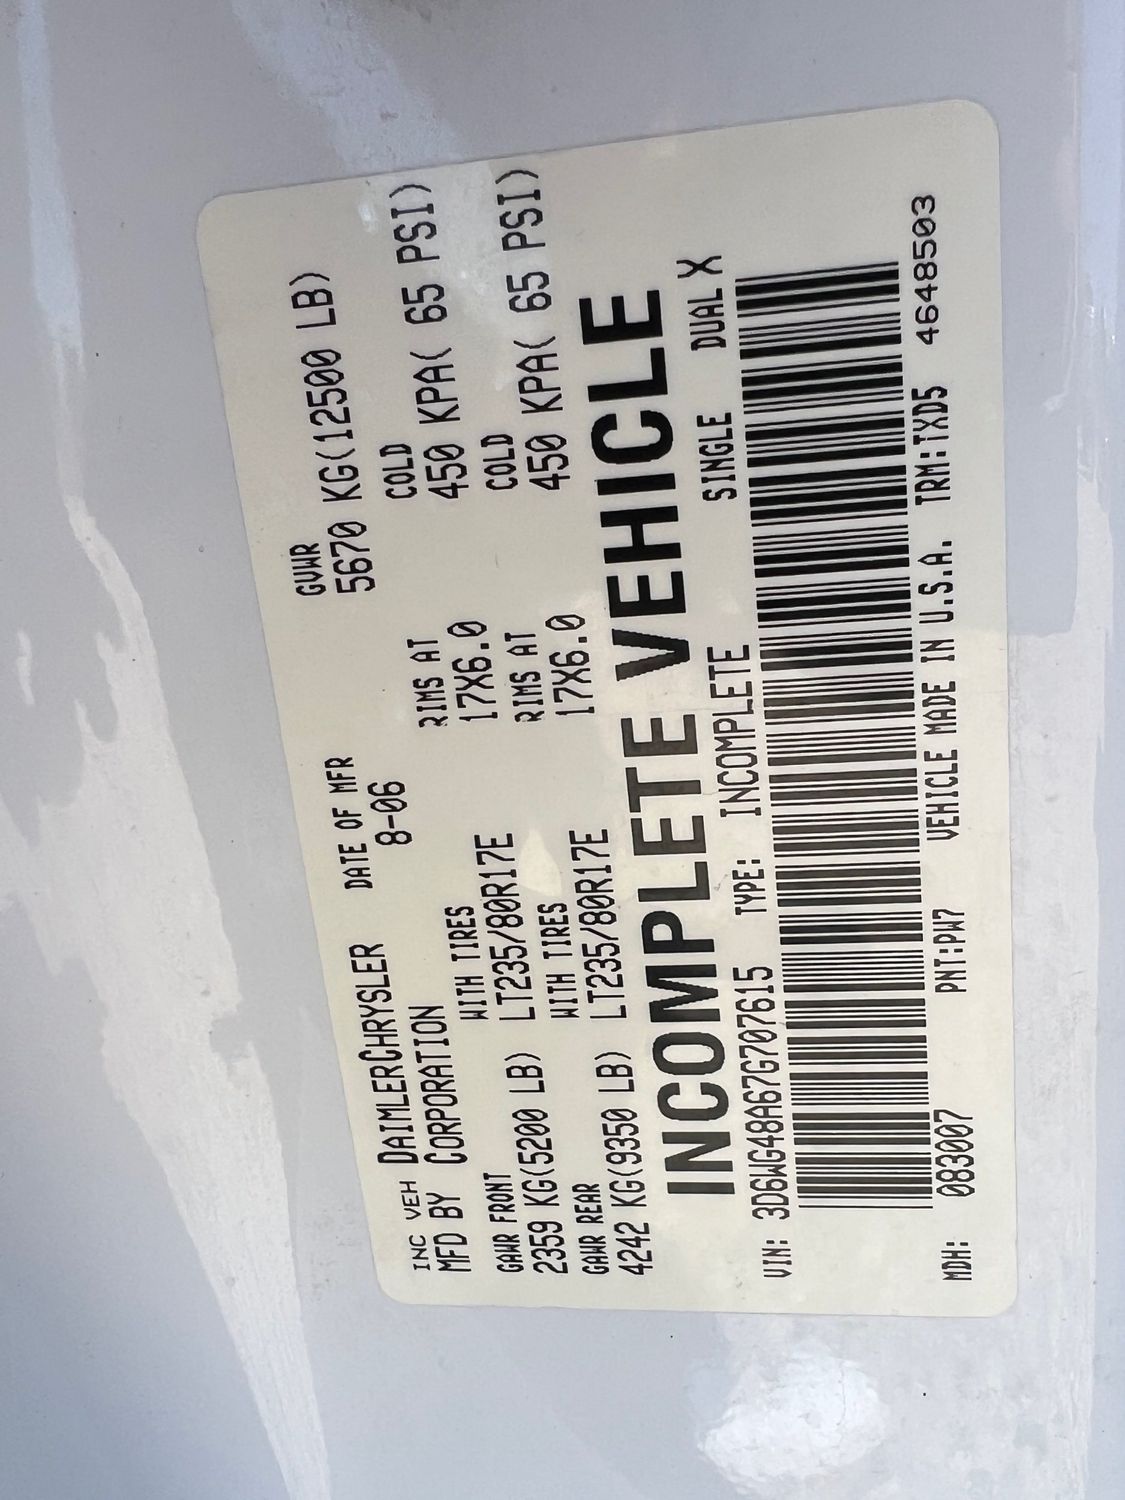 INC VEH DAIMLERCHRYSLER DATE OF MFR GVWR
MFD BY CORPORATION 8-06 5670 KG(12500 LB)
GAWR FRONT WITH TIRES RIMS AT COLD
2359 KG(5200 LB) LT235/80R17E 17X6.0 450 KPA( 65 PSI)
GAWR REAR WITH TIRES RIMS AT COLD
4242 KG(9350 LB) LT235/80R17E 17X6.0 450 KPA( 65 PSI)
INCOMPLETE VEHICLE
VIN: 3D6WG48A67G707615 TYPE: INCOMPLETE SINGLE DUAL X
MDH: 083007 PNT:PW7 VEHICLE MADE IN U.S.A. TRM:TXD5 4648503